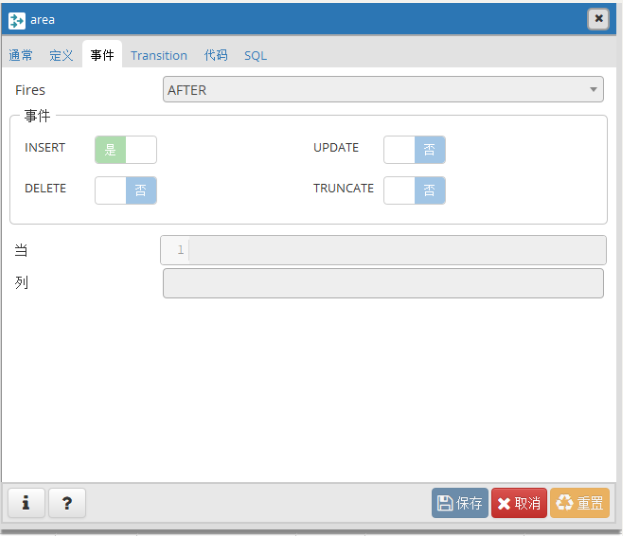 area
通常 定义 事件 Transition 代码 SQL
Fires AFTER
事件
INSERT 是 UPDATE 否
DELETE 否 TRUNCATE 否
当 1
列
i ? 保存 取消 重置